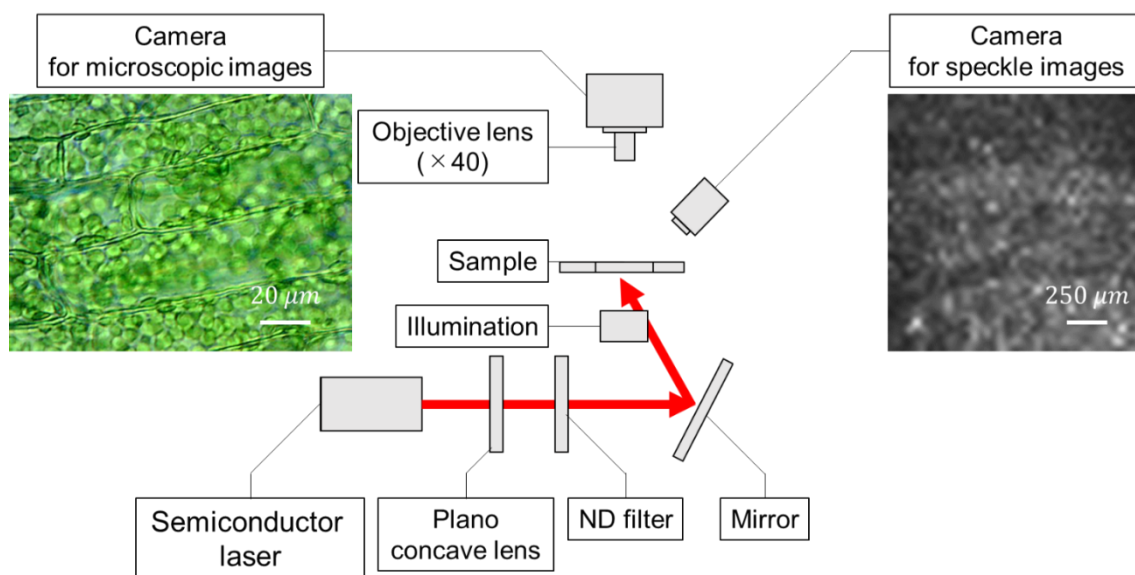 Camera
for microscopic images
Camera
for speckle images
Objective lens
(×40)
Sample
20 μm
250 μm
Illumination
Semiconductor
laser
Plano
concave lens
ND filter
Mirror